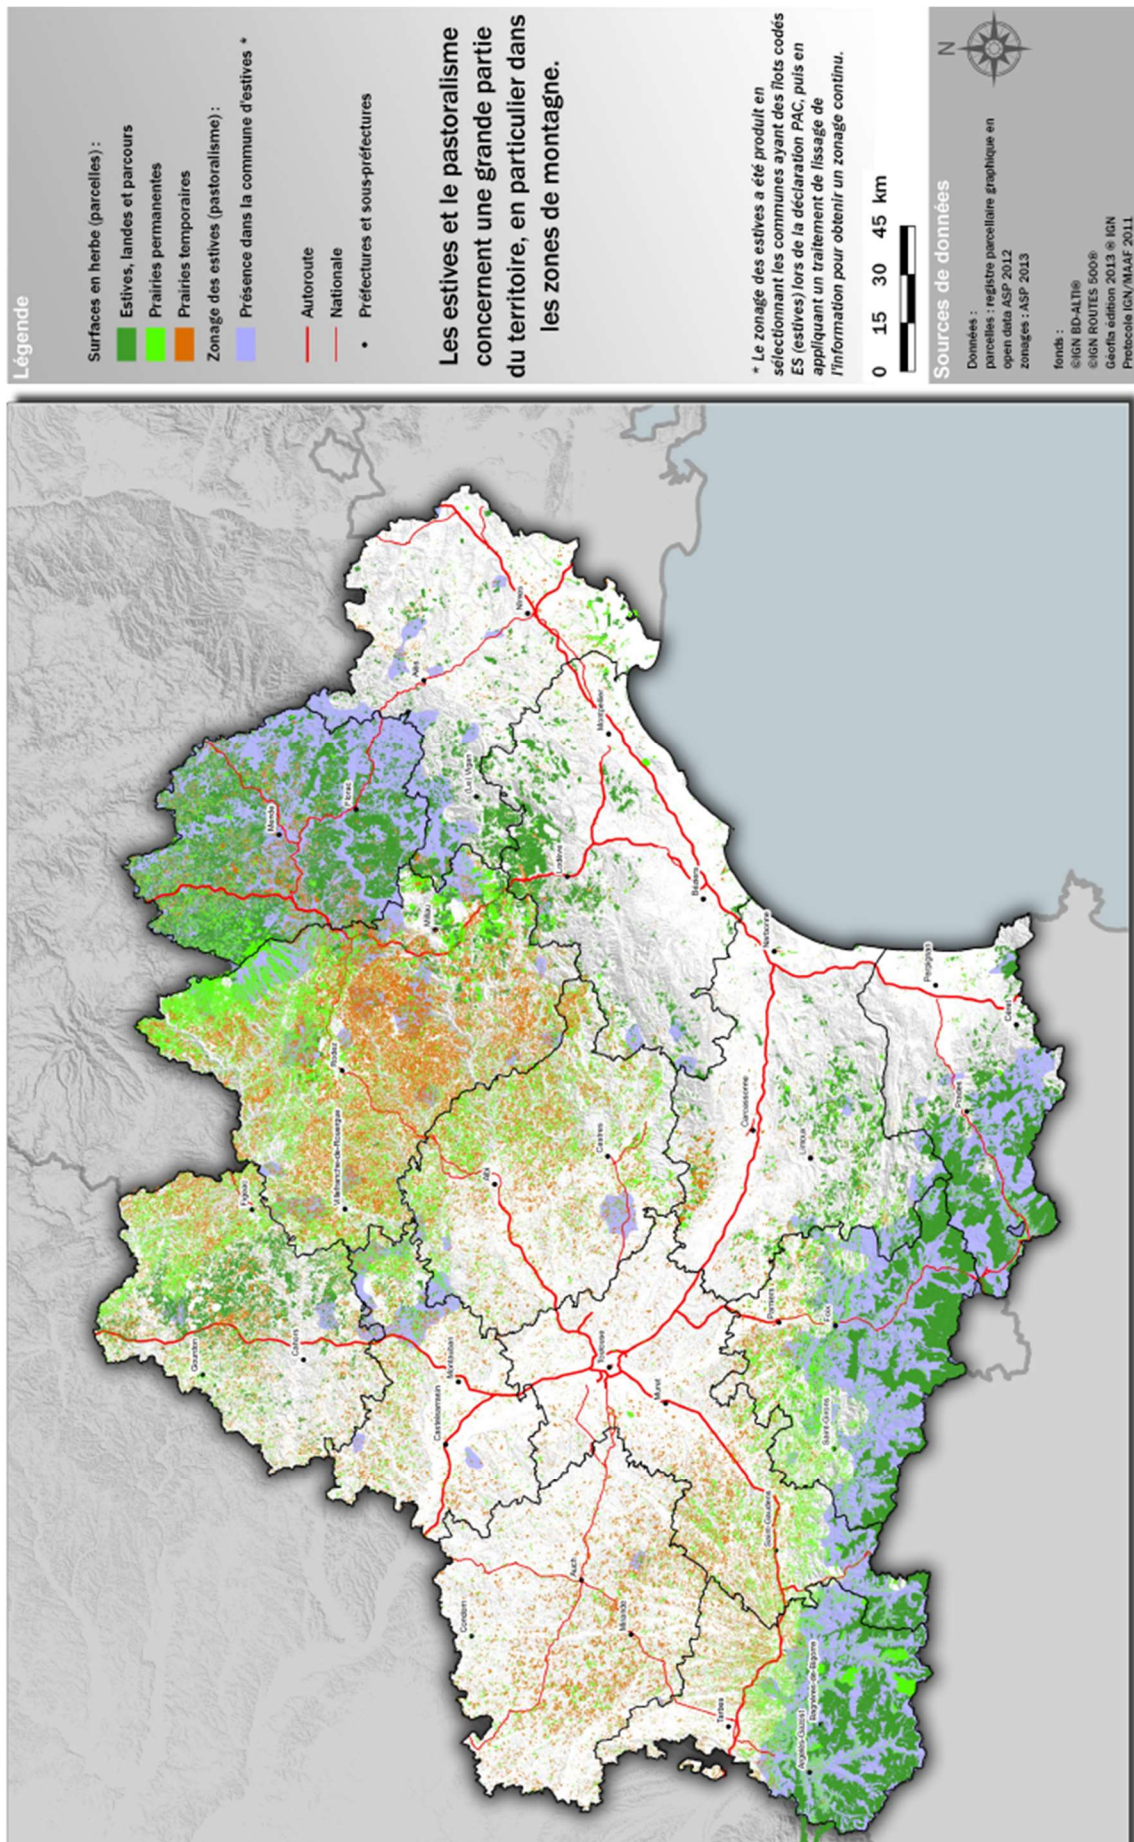 Légende
Surfaces en herbe (parcelles) :
Estives, landes et parcours
Prairies permanentes
Prairies temporaires
Zonage des estives (pastoralisme) :
Présence dans la commune d'estives *
Autoroute
Nationale
Préfectures et sous-préfectures
Les estives et le pastoralisme
concernent une grande partie
du territoire, en particulier dans
les zones de montagne.
* Le zonage des estives a été produit en
sélectionnant les communes ayant des îlots codés
ES (estives) lors de la déclaration PAC, puis en
appliquant un traitement de lissage de
l'information pour obtenir un zonage continu.
0 15 30 45 km
N
Sources de données
Données :
parcelles : registre parcellaire graphique en
open data ASP 2012
zonages : ASP 2013
fonds :
©IGN BD-ALTI®
©IGN ROUTES 500®
Géofla édition 2013 ® IGN
Protocole IGN/MAAF 2011
Gourdon
Figeac
Cahors
Mende
Florac
Villefranche-de-Rouergue
Rodez
Millau
Alès
(Le) Vigan
Nîmes
Castelsarrasin
Montauban
Albi
Condom
Auch
Mirande
Toulouse
Castres
Lodève
Montpellier
Béziers
Muret
Tarbes
Saint-Gaudens
Carcassonne
Narbonne
Pamiers
Limoux
Argelès-Gazost
Bagnères-de-Bigorre
Saint-Girons
Foix
Perpignan
Prades
Céret